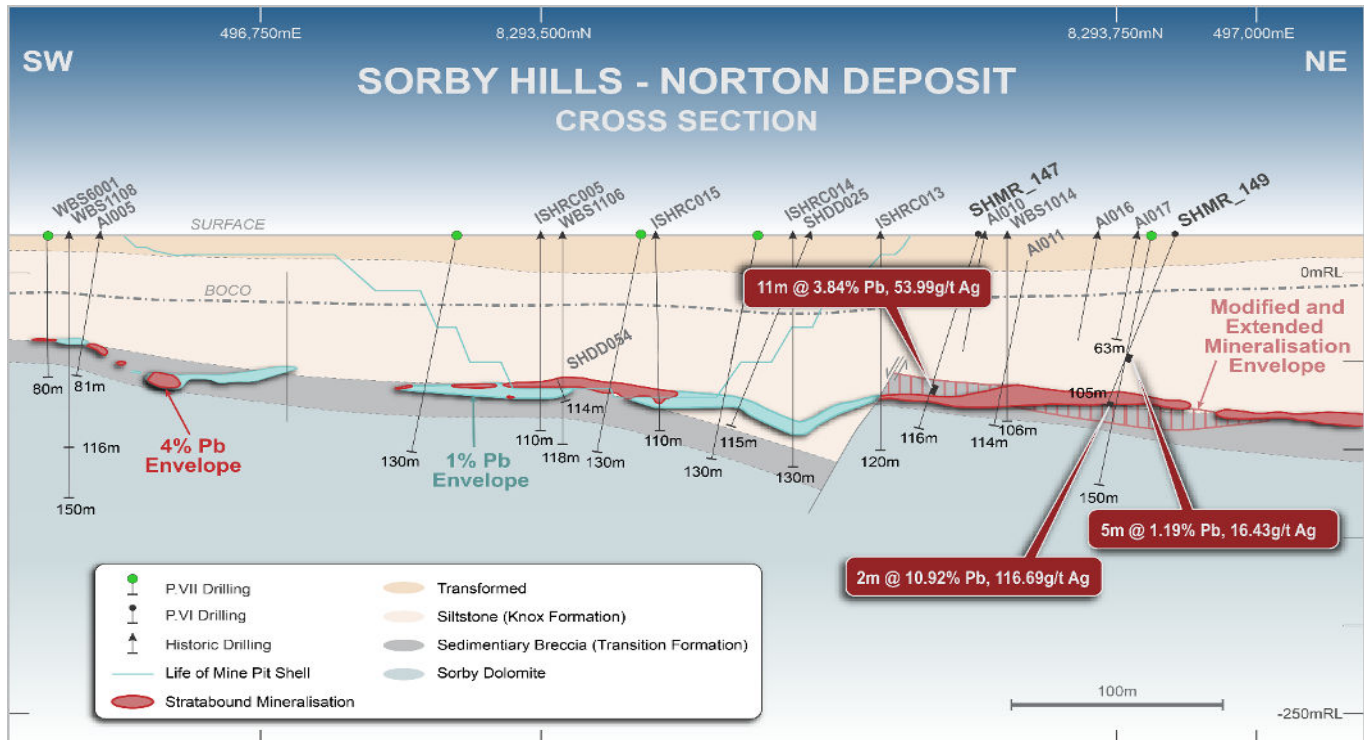 496,750mE
8,293,500mN
8,293,750mN
497,000mE
SW
NE
SORBY HILLS - NORTON DEPOSIT
CROSS SECTION
WBS6001
WBS1108
AI005
ISHRC005
WBS1106
ISHRC015
ISHRC014
SHDD025
ISHRC013
SHMR_147
AI010
WBS1014
AI011
AI016
AI017
SHMR_149
SURFACE
BOCO
0mRL
11m @ 3.84% Pb, 53.99g/t Ag
Modified and
Extended
Mineralisation
Envelope
SHDD054
63m
105m
80m
81m
114m
116m
4% Pb
Envelope
130m
1% Pb
Envelope
110m
118m
130m
110m
130m
115m
130m
120m
116m
114m
106m
150m
150m
5m @ 1.19% Pb, 16.43g/t Ag
2m @ 10.92% Pb, 116.69g/t Ag
P.VII Drilling
P.VI Drilling
Historic Drilling
Life of Mine Pit Shell
Stratabound Mineralisation
Transformed
Siltstone (Knox Formation)
Sedimentiary Breccia (Transition Formation)
Sorby Dolomite
100m
-250mRL